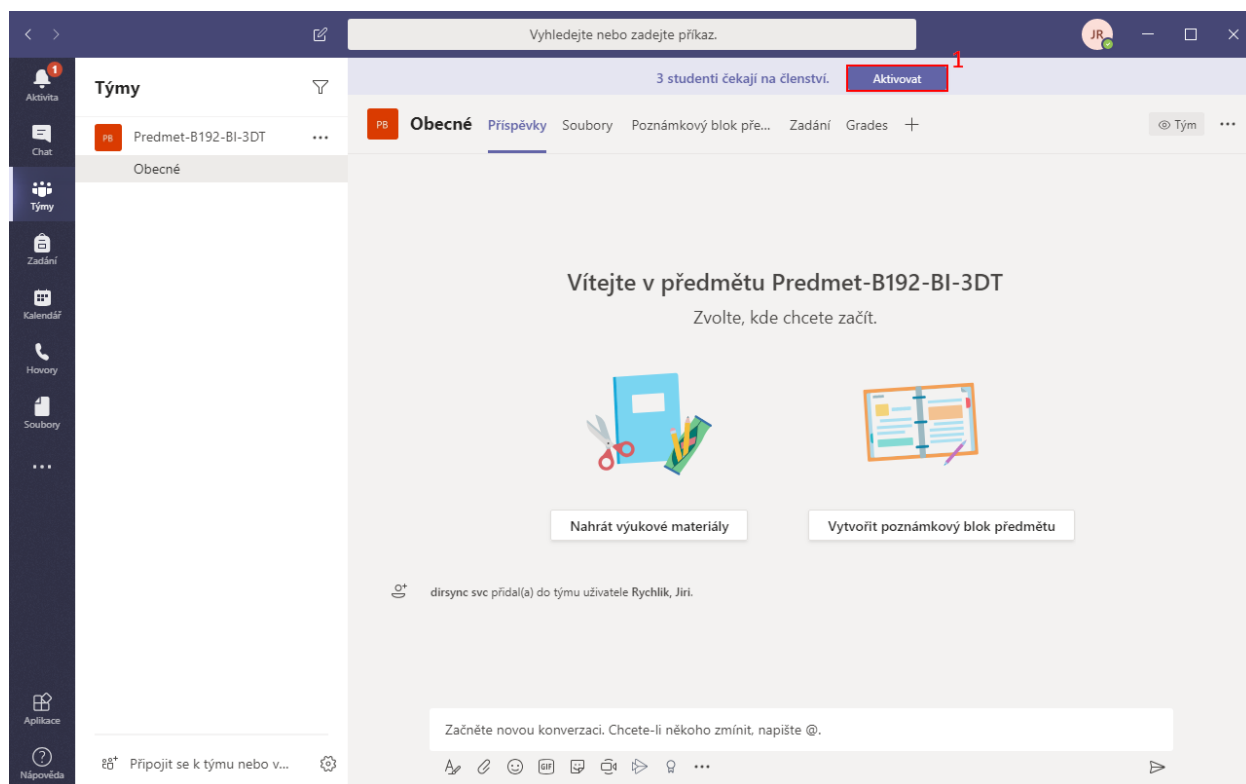 Vyhledejte nebo zadejte příkaz.
JR
1
Aktivita
Chat
Týmy
Zadání
Kalendář
Hovory
Soubory
Aplikace
Nápověda
Týmy
PB Predmet-B192-BI-3DT
Obecné
Připojit se k týmu nebo v...
3 studenti čekají na členství. Aktivovat 1
PB Obecné Příspěvky Soubory Poznámkový blok pře... Zadání Grades Tým
Vítejte v předmětu Predmet-B192-BI-3DT
Zvolte, kde chcete začít.
Nahrát výukové materiály Vytvořit poznámkový blok předmětu
dirsync svc přidal(a) do týmu uživatele Rychlik, Jiri.
Začněte novou konverzaci. Chcete-li někoho zmínit, napište @.
GIF